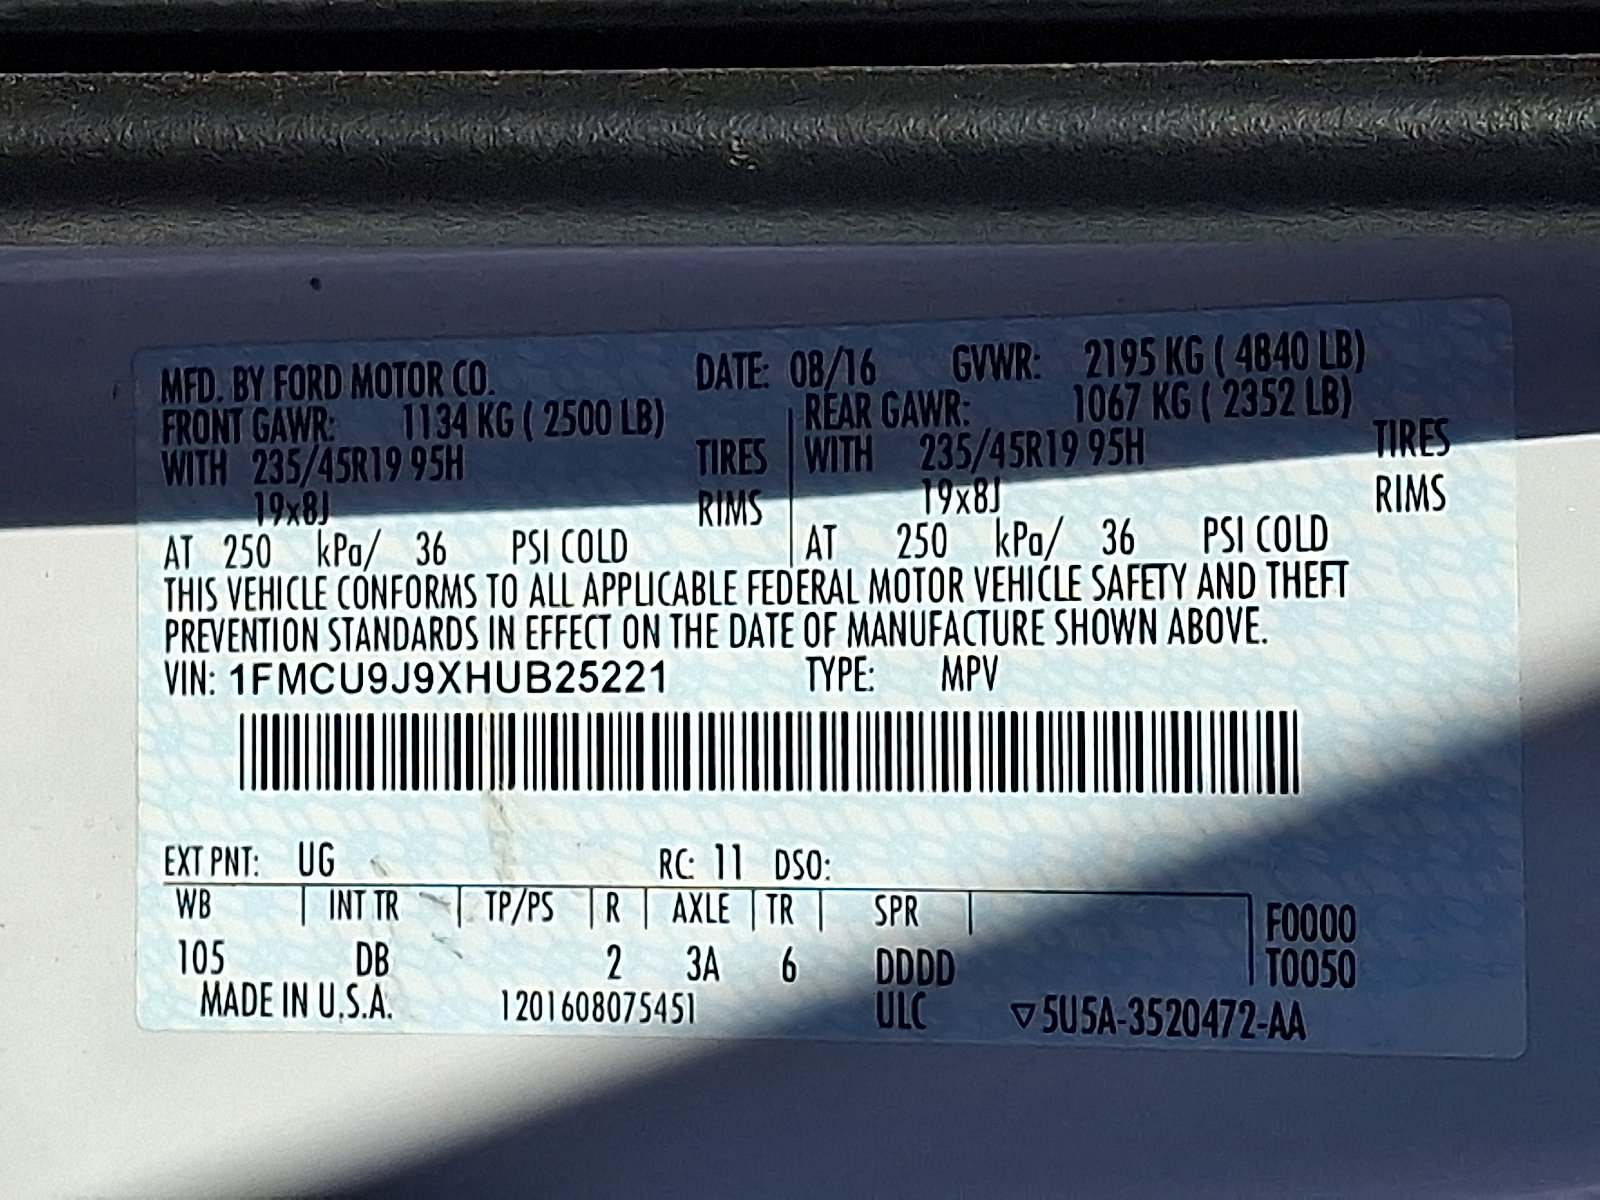 MFD. BY FORD MOTOR CO. DATE: 08/16 GVWR: 2195 KG ( 4840 LB)
FRONT GAWR: 1134 KG ( 2500 LB) REAR GAWR: 1067 KG ( 2352 LB)
WITH 235/45R19 95H TIRES WITH 235/45R19 95H TIRES
19x8J RIMS 19x8J RIMS
AT 250 kPa/ 36 PSI COLD AT 250 kPa/ 36 PSI COLD
THIS VEHICLE CONFORMS TO ALL APPLICABLE FEDERAL MOTOR VEHICLE SAFETY AND THEFT
PREVENTION STANDARDS IN EFFECT ON THE DATE OF MANUFACTURE SHOWN ABOVE.
VIN: 1FMCU9J9XHUB25221 TYPE: MPV
EXT PNT: UG RC: 11 DSO:
WB INT TR TP/PS R AXLE TR SPR F0000
105 DB 2 3A 6 DDDD T0050
MADE IN U.S.A. 1201608075451 ULC ▽5U5A-3520472-AA